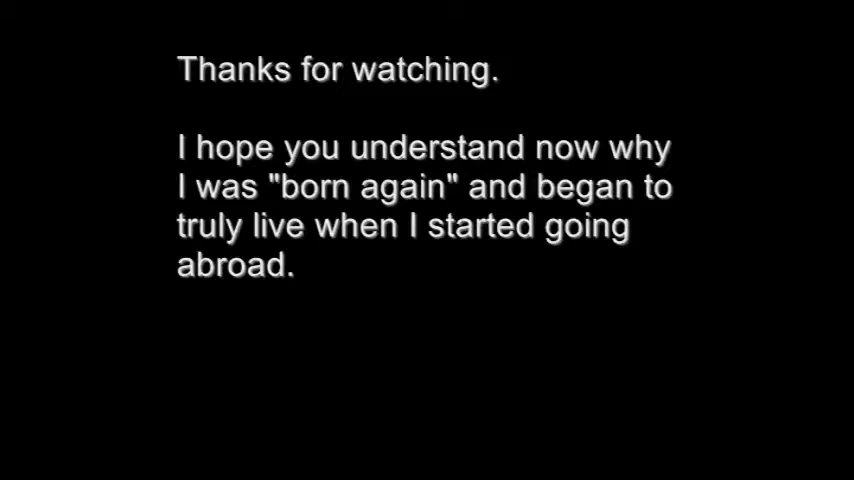 Thanks for watching.
I hope you understand now why
I was "born again" and began to
truly live when I started going
abroad.